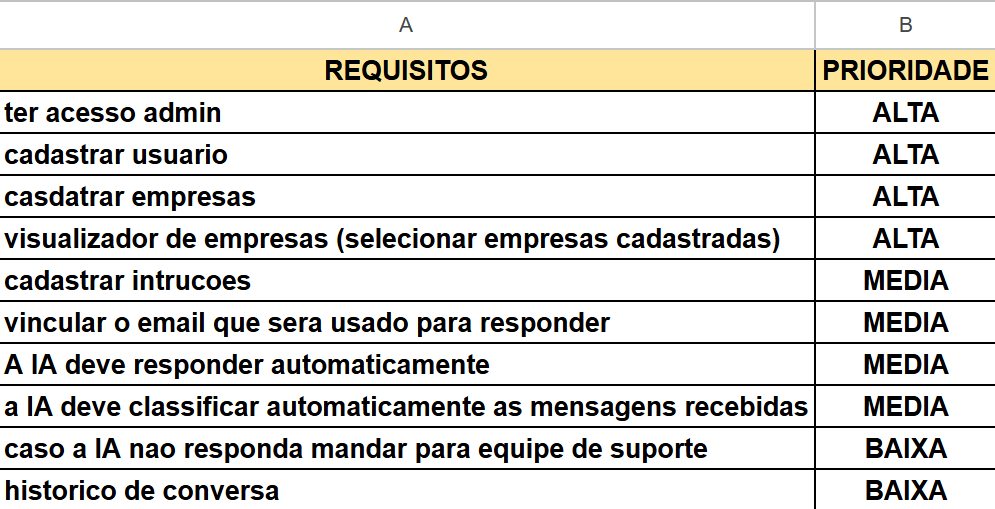 A B
REQUISITOS PRIORIDADE
ter acesso admin ALTA
cadastrar usuario ALTA
casdatrar empresas ALTA
visualizador de empresas (selecionar empresas cadastradas) ALTA
cadastrar intrucoes MEDIA
vincular o email que sera usado para responder MEDIA
A IA deve responder automaticamente MEDIA
a IA deve classificar automaticamente as mensagens recebidas MEDIA
caso a IA nao responda mandar para equipe de suporte BAIXA
historico de conversa BAIXA